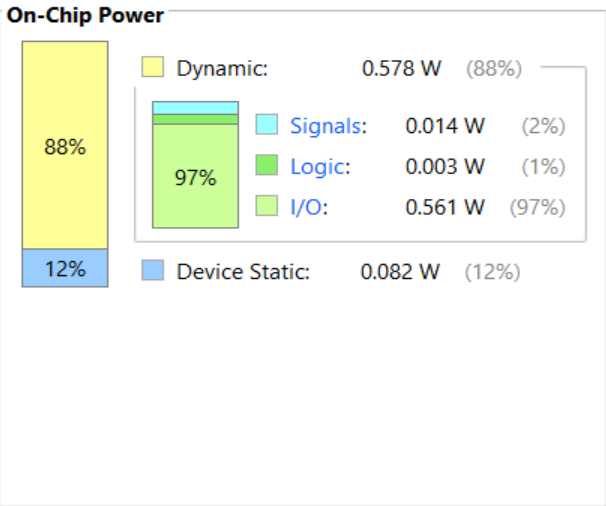 On-Chip Power
88%
12%
Dynamic: 0.578 W (88%)
97%
Signals: 0.014 W (2%)
Logic: 0.003 W (1%)
I/O: 0.561 W (97%)
Device Static: 0.082 W (12%)